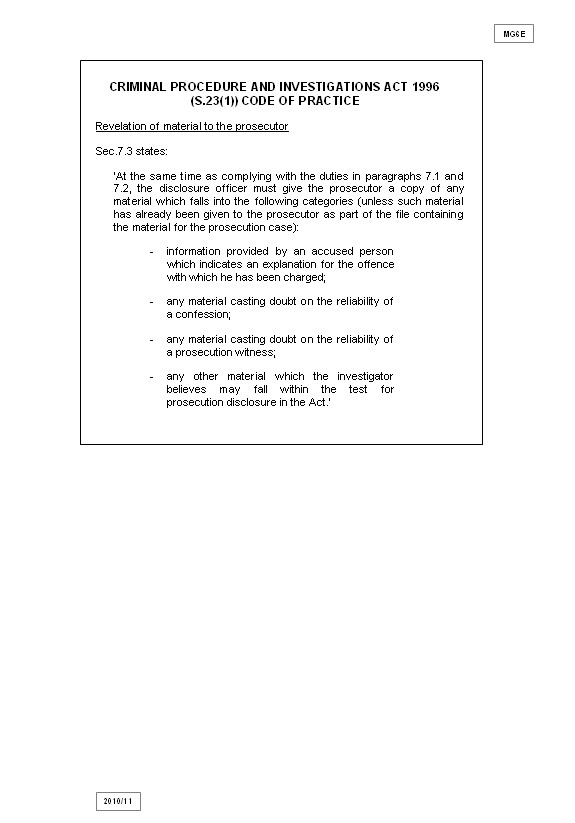 MG6E
CRIMINAL PROCEDURE AND INVESTIGATIONS ACT 1996
(S.23(1)) CODE OF PRACTICE
Revelation of material to the prosecutor
Sec.7.3 states:
'At the same time as complying with the duties in paragraphs 7.1 and
7.2, the disclosure officer must give the prosecutor a copy of any
material which falls into the following categories (unless such material
has already been given to the prosecutor as part of the file containing
the material for the prosecution case):
- information provided by an accused person
which indicates an explanation for the offence
with which he has been charged;
- any material casting doubt on the reliability of
a confession;
- any material casting doubt on the reliability of
a prosecution witness;
- any other material which the investigator
believes may fall within the test for
prosecution disclosure in the Act.'
2010/11